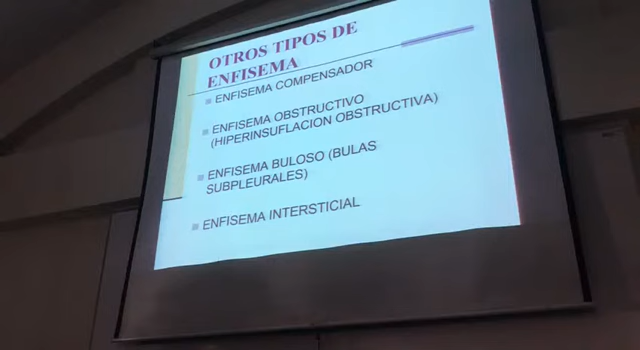 OTROS TIPOS DE
ENFISEMA
ENFISEMA COMPENSADOR
ENFISEMA OBSTRUCTIVO
(HIPERINSUFLACION OBSTRUCTIVA)
ENFISEMA BULOSO (BULAS
SUBPLEURALES)
ENFISEMA INTERSTICIAL